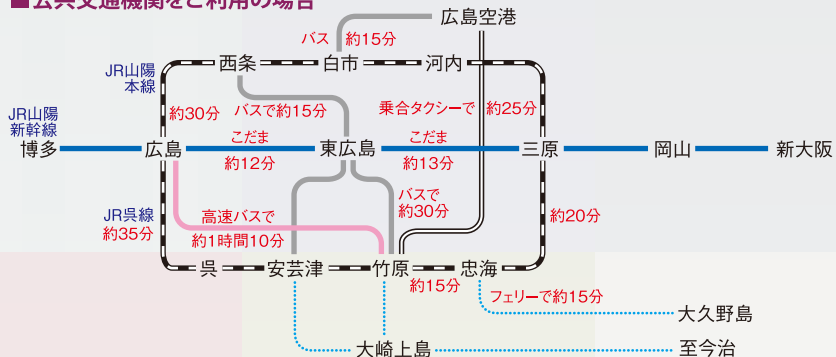 ■公共交通機関をご利用の場合
広島空港
バス 約15分
西条 白市 河内
JR山陽
本線
約30分 バスで約15分 乗合タクシーで 約25分
JR山陽
新幹線
こだま こだま
博多 広島 東広島 三原 岡山 新大阪
約12分 約13分
バスで
約30分
JR呉線
約35分
高速バスで
約1時間10分
約20分
呉 安芸津 竹原 忠海
約15分
フェリーで約15分
大久野島
大崎上島 至今治